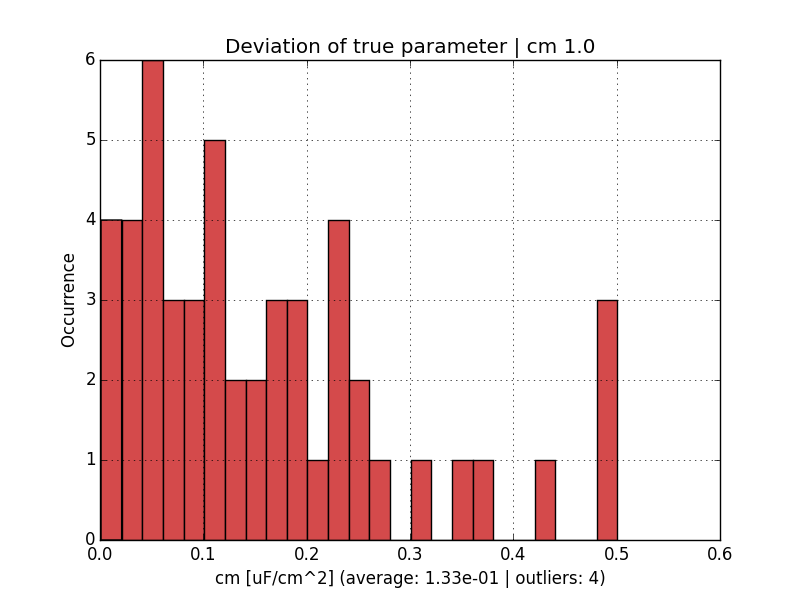 Deviation of true parameter | cm 1.0
6
5
4
3
2
1
0
Occurrence
0.0 0.1 0.2 0.3 0.4 0.5 0.6
cm [uF/cm^2] (average: 1.33e-01 | outliers: 4)